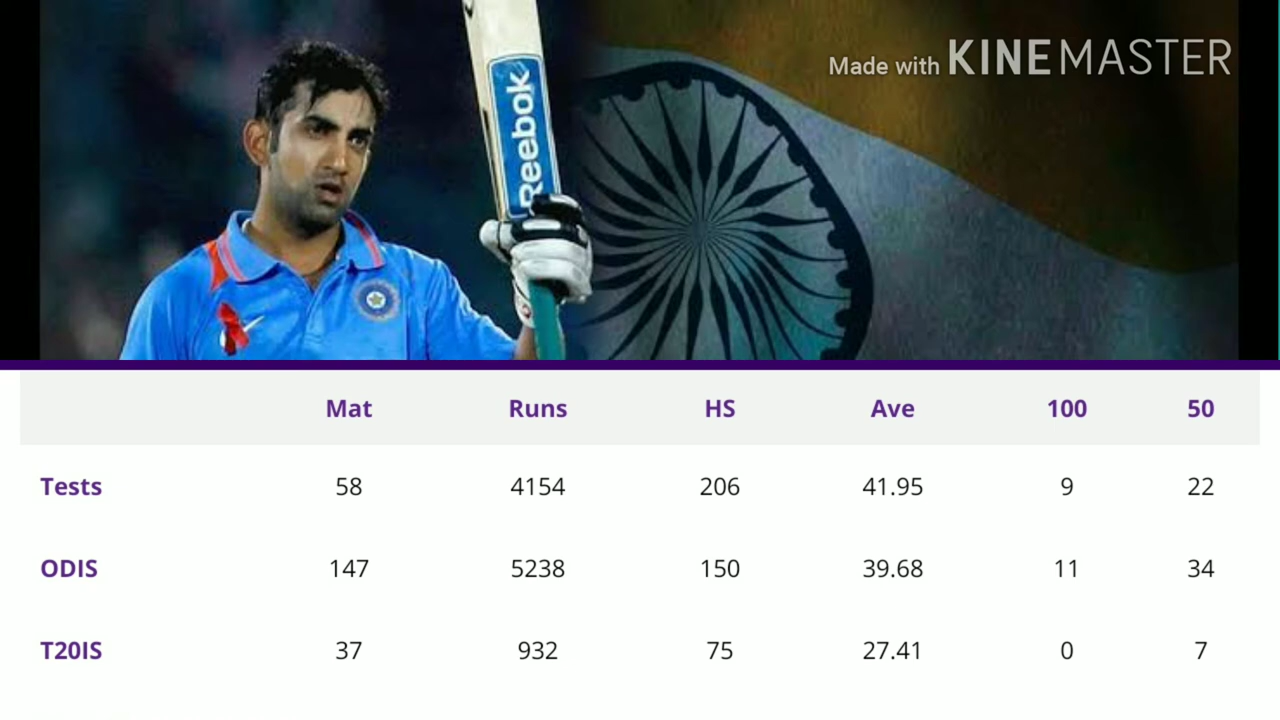 Made with KINEMASTER
Reebok
Mat Runs HS Ave 100 50
Tests 58 4154 206 41.95 9 22
ODIS 147 5238 150 39.68 11 34
T20IS 37 932 75 27.41 0 7